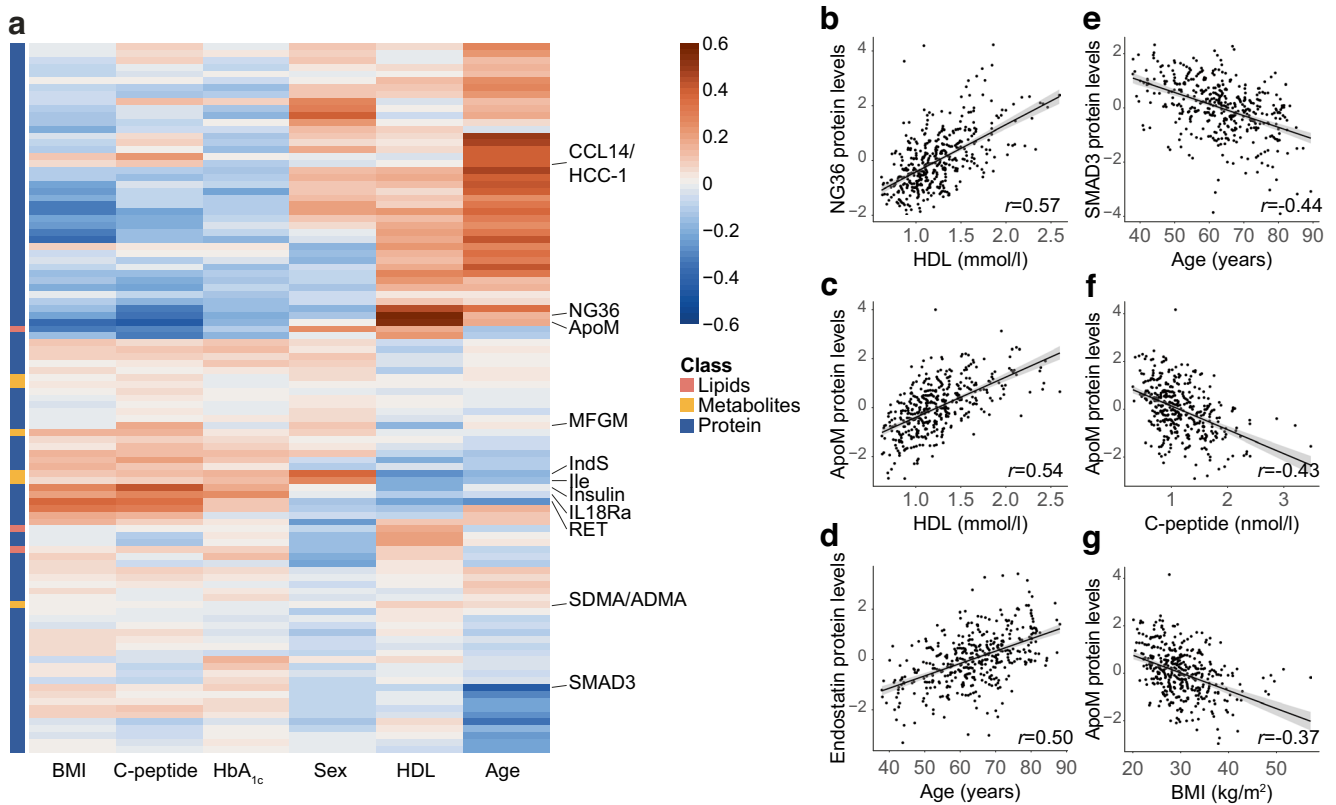 a
0.6
0.4
0.2
0
−0.2
−0.4
−0.6
CCL14/
HCC-1
NG36
ApoM
MFGM
IndS
Ile
Insulin
IL18Ra
RET
SDMA/ADMA
SMAD3
Class
Lipids
Metabolites
Protein
BMI C-peptide HbA1c Sex HDL Age
b
NG36 protein levels
4
2
0
−2
r=0.57
1.0 1.5 2.0 2.5
HDL (mmol/l)
c
ApoM protein levels
4
2
0
−2
r=0.54
1.0 1.5 2.0 2.5
HDL (mmol/l)
d
Endostatin protein levels
2
0
−2
r=0.50
40 50 60 70 80 90
Age (years)
e
SMAD3 protein levels
2
0
−2
−4
r=-0.44
40 50 60 70 80 90
Age (years)
f
ApoM protein levels
4
2
0
−2
r=-0.43
1 2 3
C-peptide (nmol/l)
g
ApoM protein levels
4
2
0
−2
r=-0.37
20 30 40 50
BMI (kg/m²)